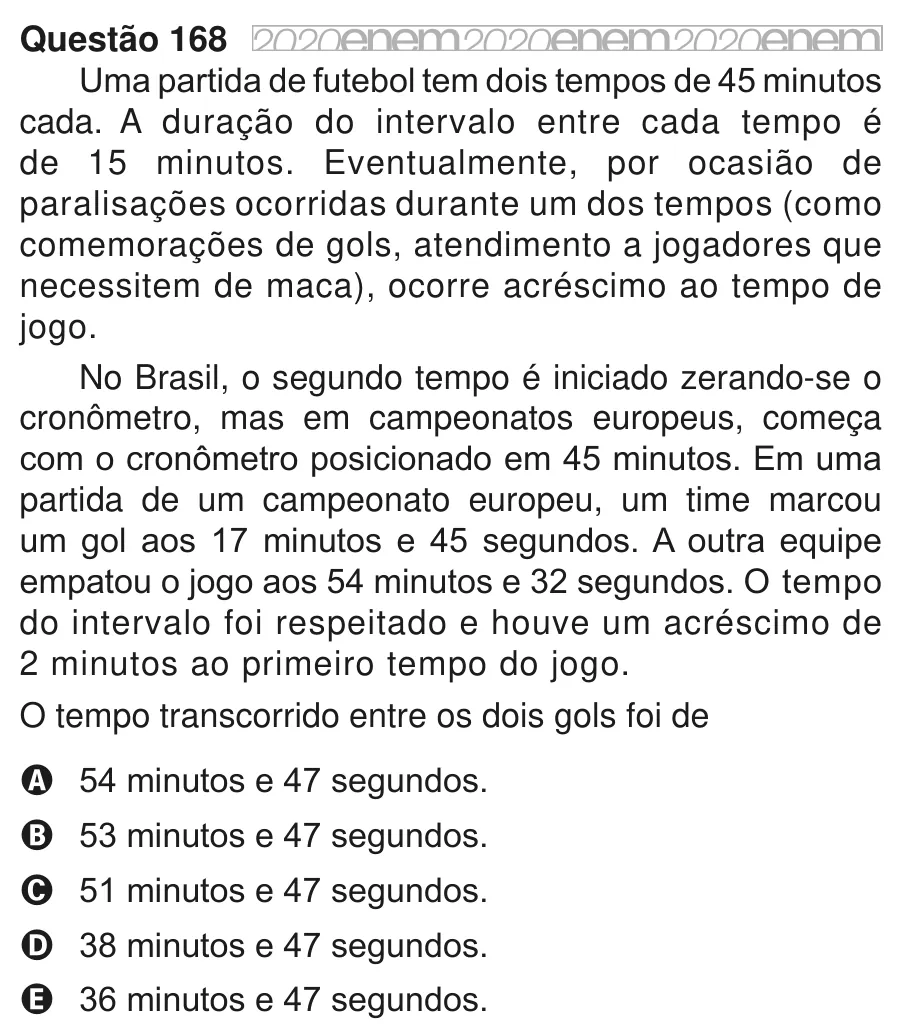 Questão 168 2020enem2020enem2020enem
Uma partida de futebol tem dois tempos de 45 minutos
cada. A duração do intervalo entre cada tempo é
de 15 minutos. Eventualmente, por ocasião de
paralisações ocorridas durante um dos tempos (como
comemorações de gols, atendimento a jogadores que
necessitem de maca), ocorre acréscimo ao tempo de
jogo.
No Brasil, o segundo tempo é iniciado zerando-se o
cronômetro, mas em campeonatos europeus, começa
com o cronômetro posicionado em 45 minutos. Em uma
partida de um campeonato europeu, um time marcou
um gol aos 17 minutos e 45 segundos. A outra equipe
empatou o jogo aos 54 minutos e 32 segundos. O tempo
do intervalo foi respeitado e houve um acréscimo de
2 minutos ao primeiro tempo do jogo.
O tempo transcorrido entre os dois gols foi de
A 54 minutos e 47 segundos.
B 53 minutos e 47 segundos.
C 51 minutos e 47 segundos.
D 38 minutos e 47 segundos.
E 36 minutos e 47 segundos.